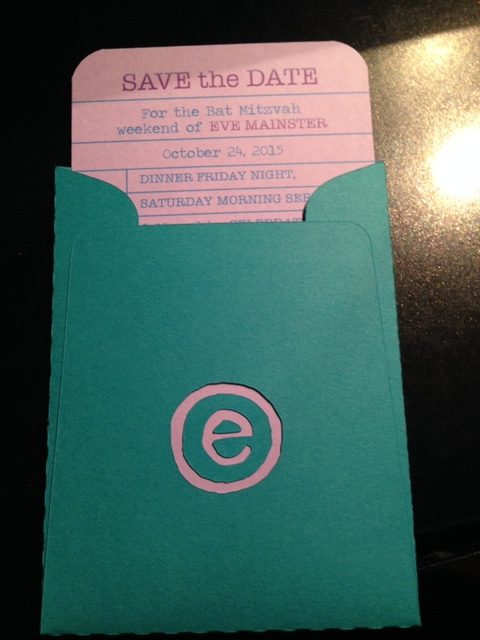 SAVE the DATE
For the Bat Mitzvah
weekend of EVE MAINSTER
October 24, 2015
DINNER FRIDAY NIGHT,
SATURDAY MORNING SER
e